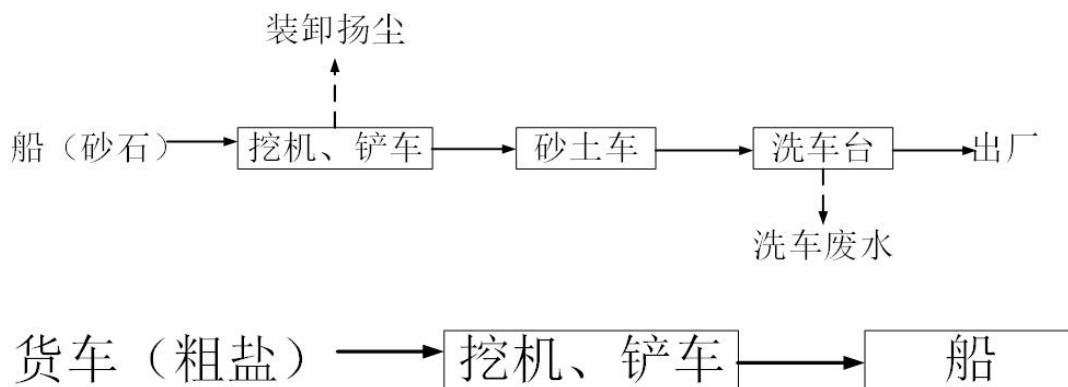 装卸扬尘
船（砂石） 挖机、铲车 砂土车 洗车台 出厂
洗车废水
货车（粗盐） 挖机、铲车 船